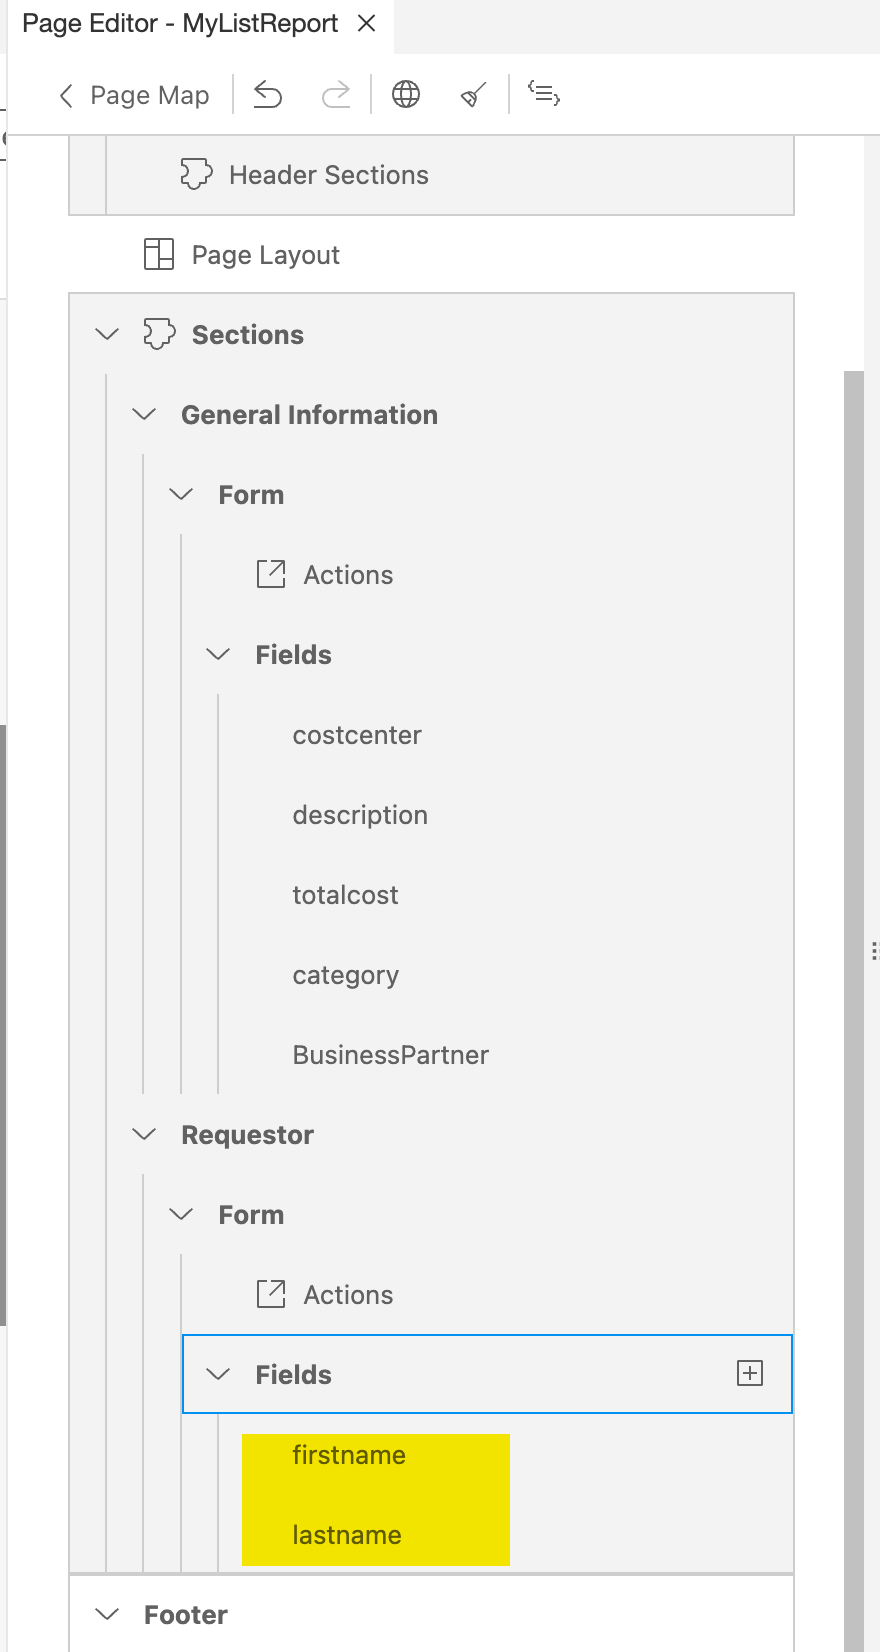 Page Editor - MyListReport
Page Map
Header Sections
Page Layout
Sections
General Information
Form
Actions
Fields
costcenter
description
totalcost
category
BusinessPartner
Requestor
Form
Actions
Fields
firstname
lastname
Footer